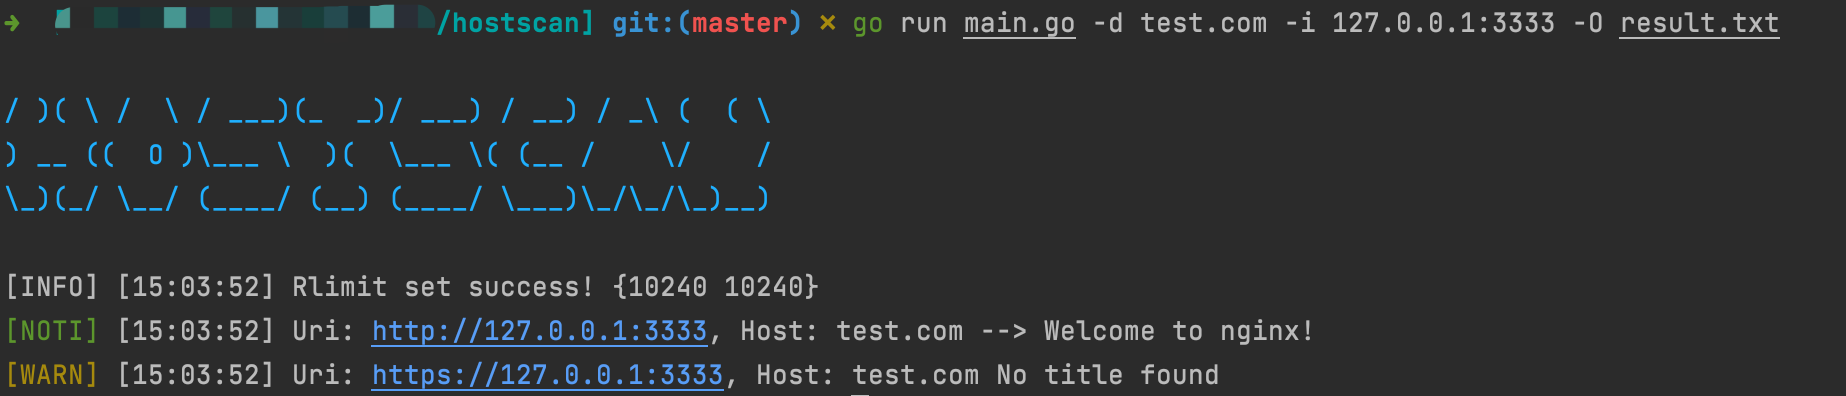 ➜ /hostscan] git:(master) × go run main.go -d test.com -i 127.0.0.1:3333 -O result.txt
/ )( \ /  \ / ___)(_  _)/ ___) / __) / _\ (  ( \
) __ ((  O )\___ \  )(  \___ \( (__ /    \/    /
\_)(_/ \__/ (____/ (__) (____/ \___)\_/\_/\_)__)
[INFO] [15:03:52] Rlimit set success! {10240 10240}
[NOTI] [15:03:52] Uri: http://127.0.0.1:3333, Host: test.com --> Welcome to nginx!
[WARN] [15:03:52] Uri: https://127.0.0.1:3333, Host: test.com No title found